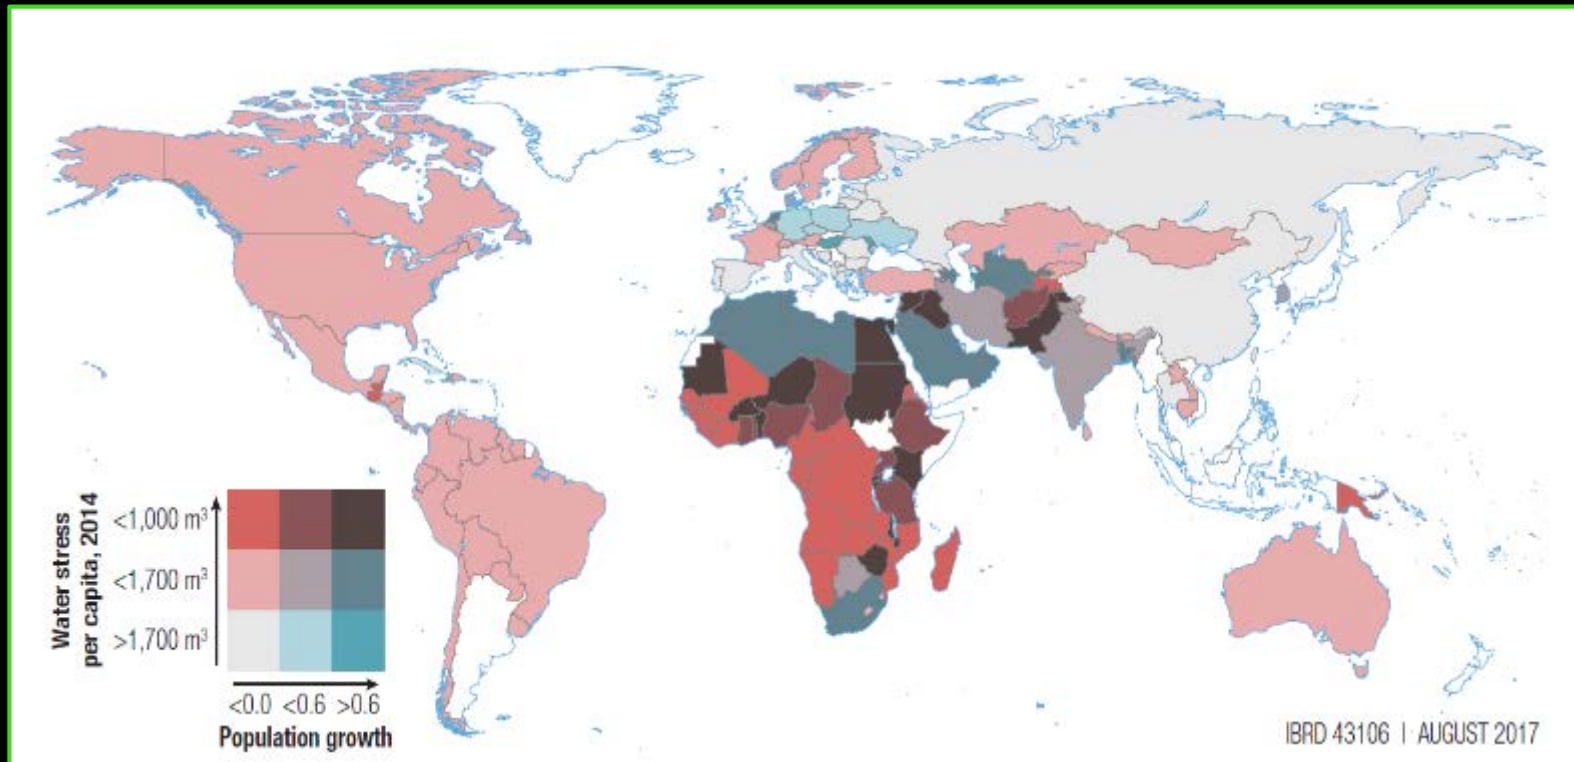 Water stress
per capita, 2014
<1,000 m³
<1,700 m³
>1,700 m³
<0.0 <0.6 >0.6
Population growth
IBRD 43106 | AUGUST 2017